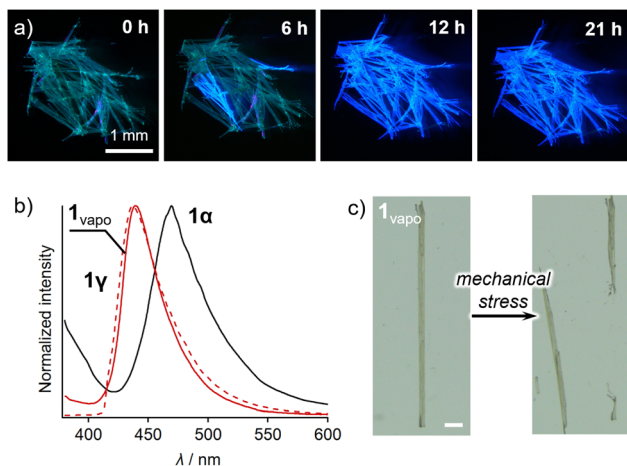 a)
0 h
6 h
12 h
21 h
1 mm
b)
1vapo
1α
1γ
Normalized intensity
400
450
500
550
600
λ / nm
c)
1vapo
mechanical
stress